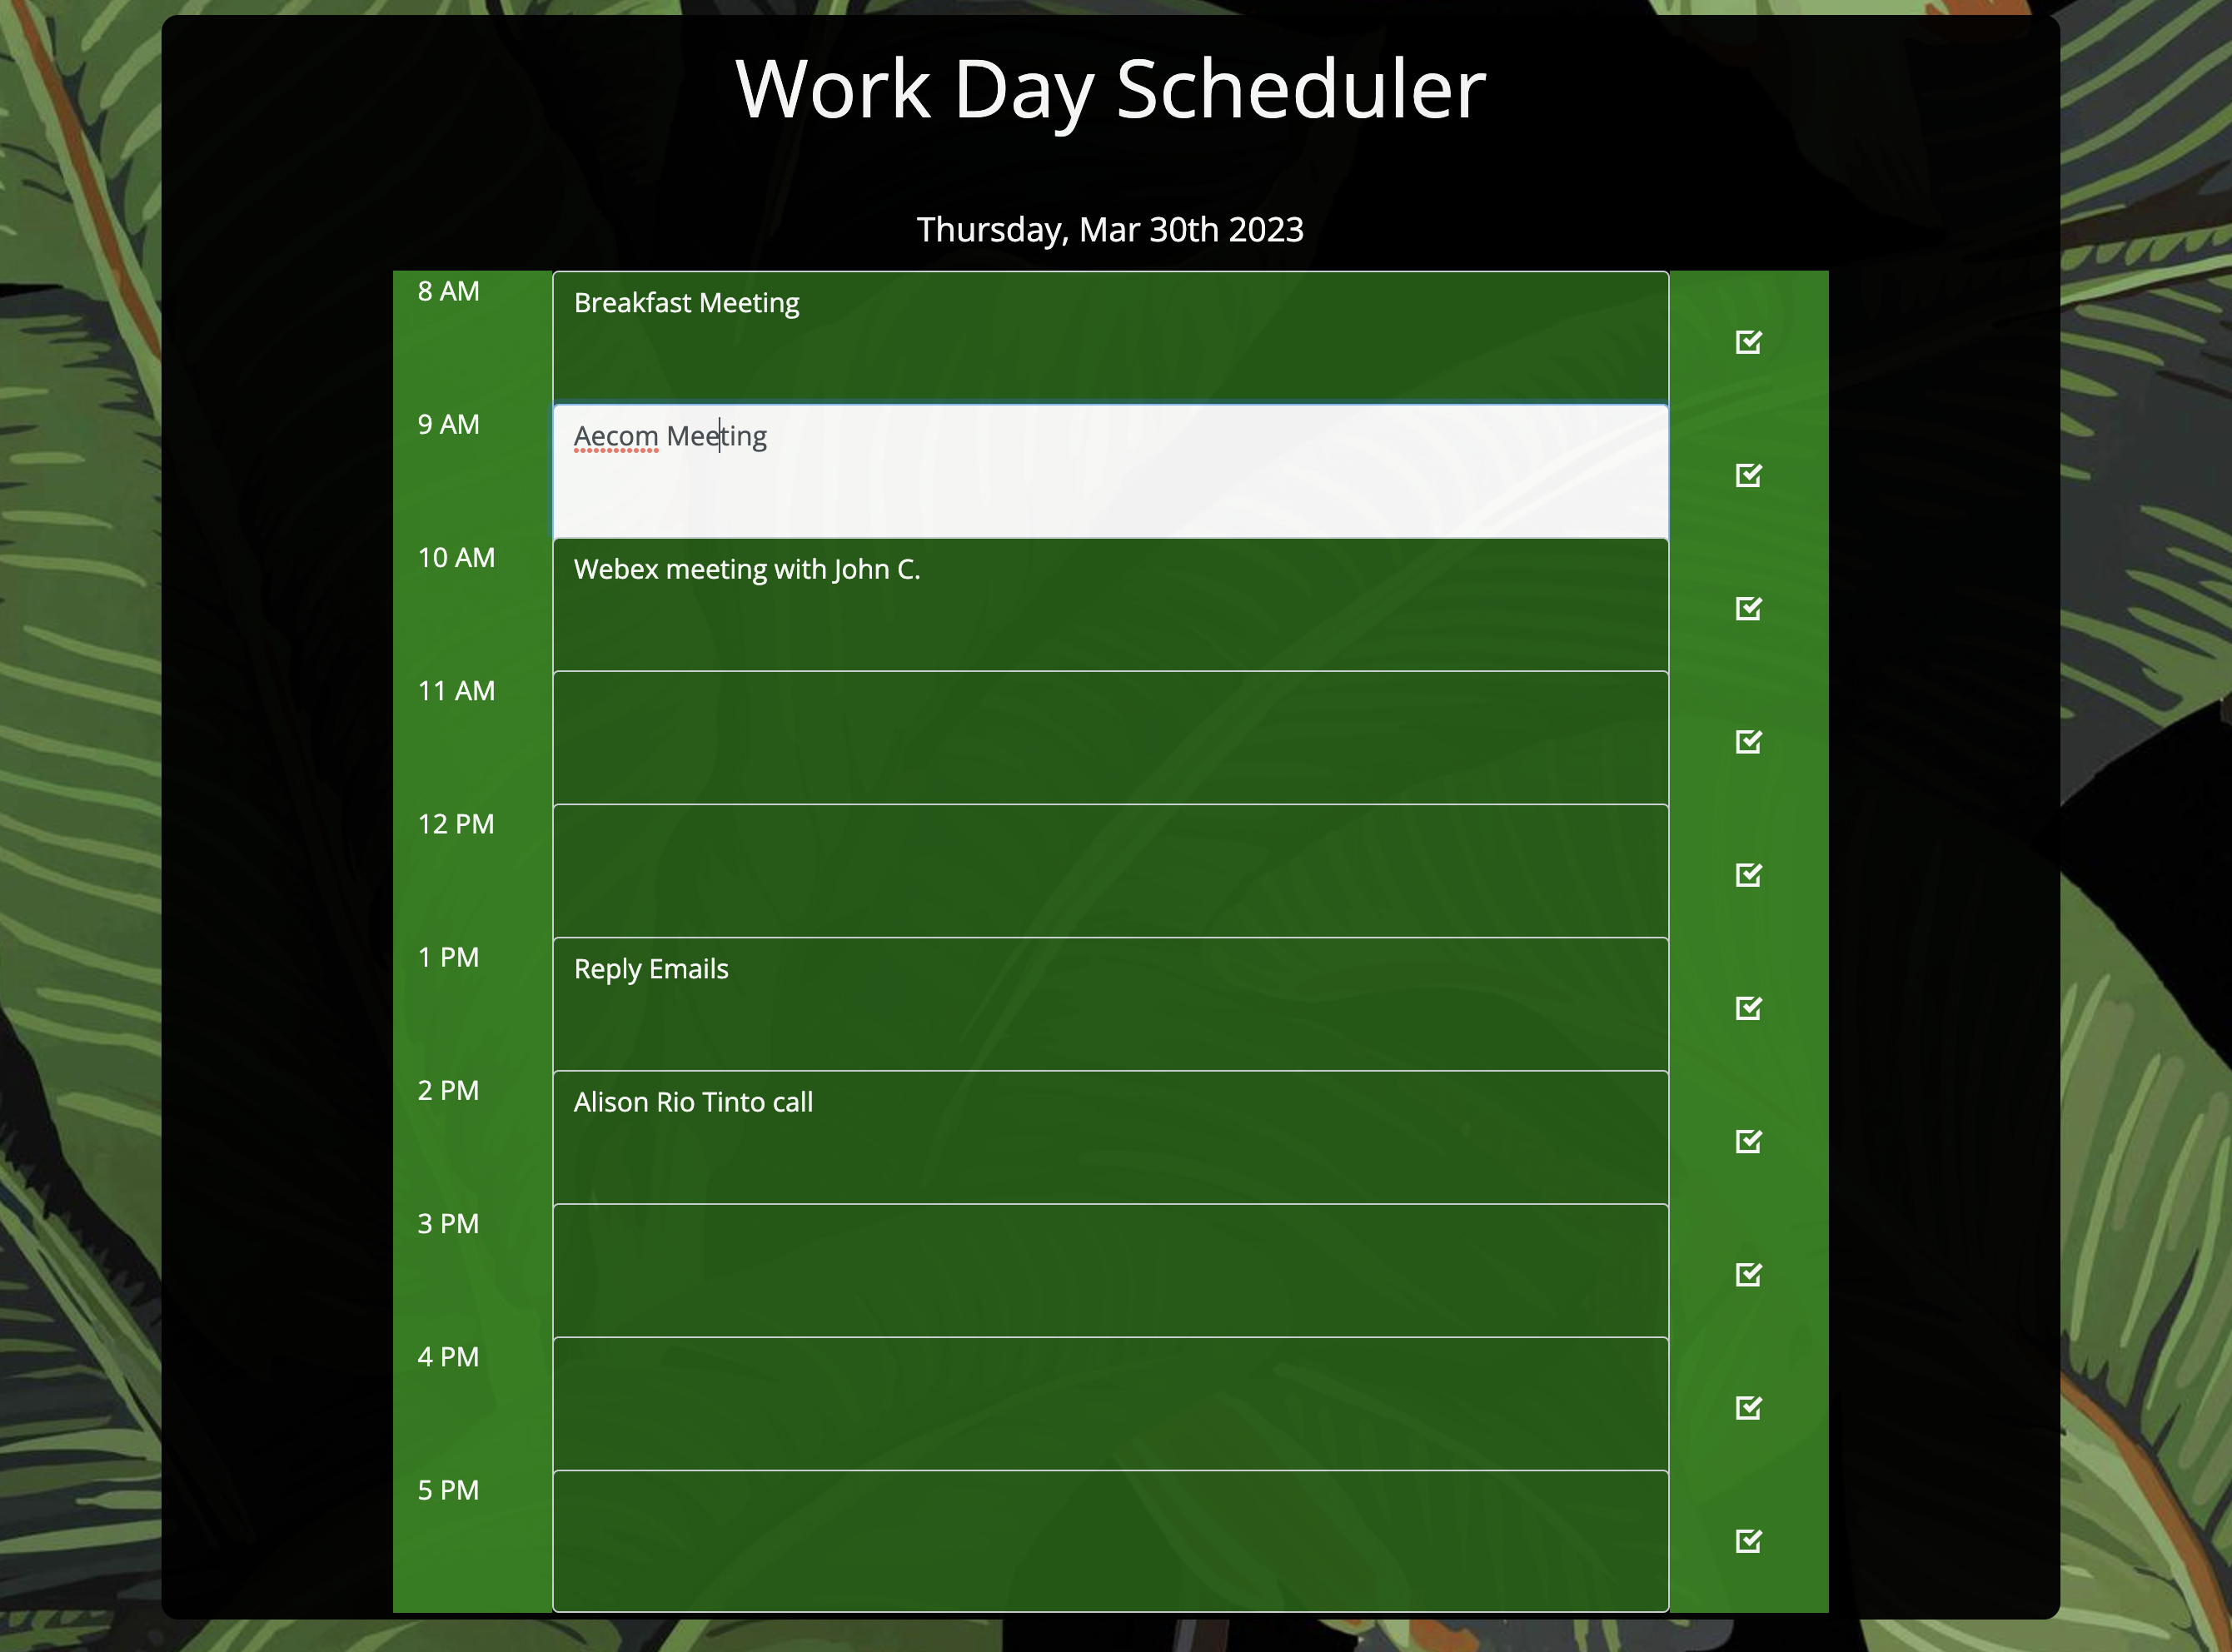 Work Day Scheduler
Thursday, Mar 30th 2023
8 AM
Breakfast Meeting
9 AM
Aecom Meeting
10 AM
Webex meeting with John C.
11 AM
12 PM
1 PM
Reply Emails
2 PM
Alison Rio Tinto call
3 PM
4 PM
5 PM